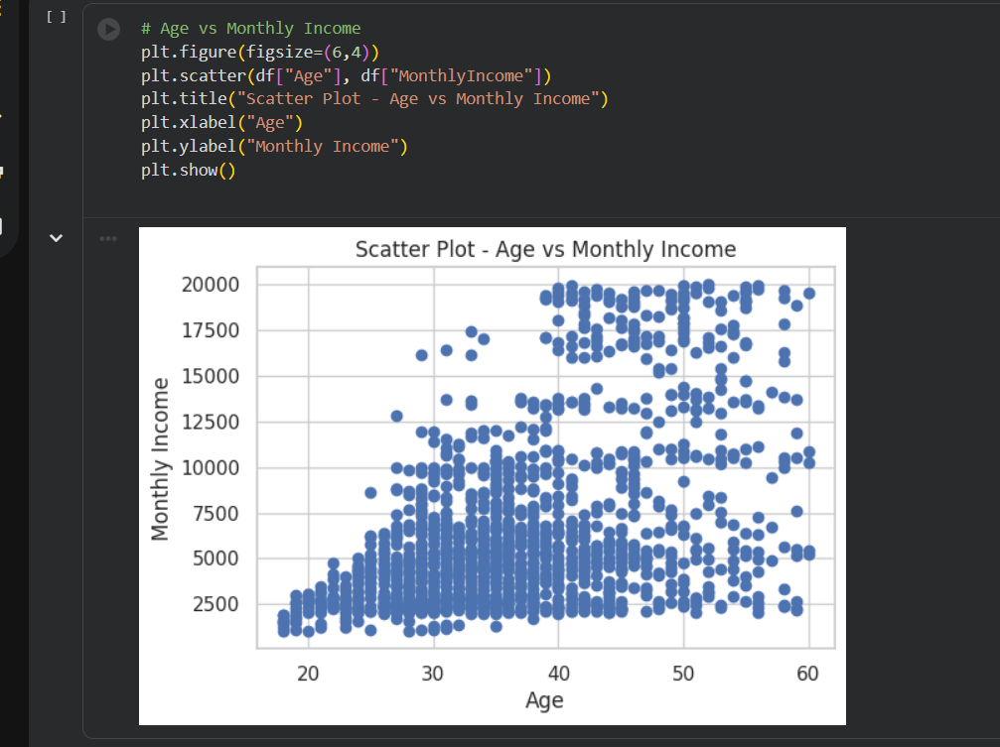 [ ]
# Age vs Monthly Income
plt.figure(figsize=(6,4))
plt.scatter(df["Age"], df["MonthlyIncome"])
plt.title("Scatter Plot - Age vs Monthly Income")
plt.xlabel("Age")
plt.ylabel("Monthly Income")
plt.show()
Scatter Plot - Age vs Monthly Income
20000
17500
15000
12500
10000
7500
5000
2500
Monthly Income
20 30 40 50 60
Age